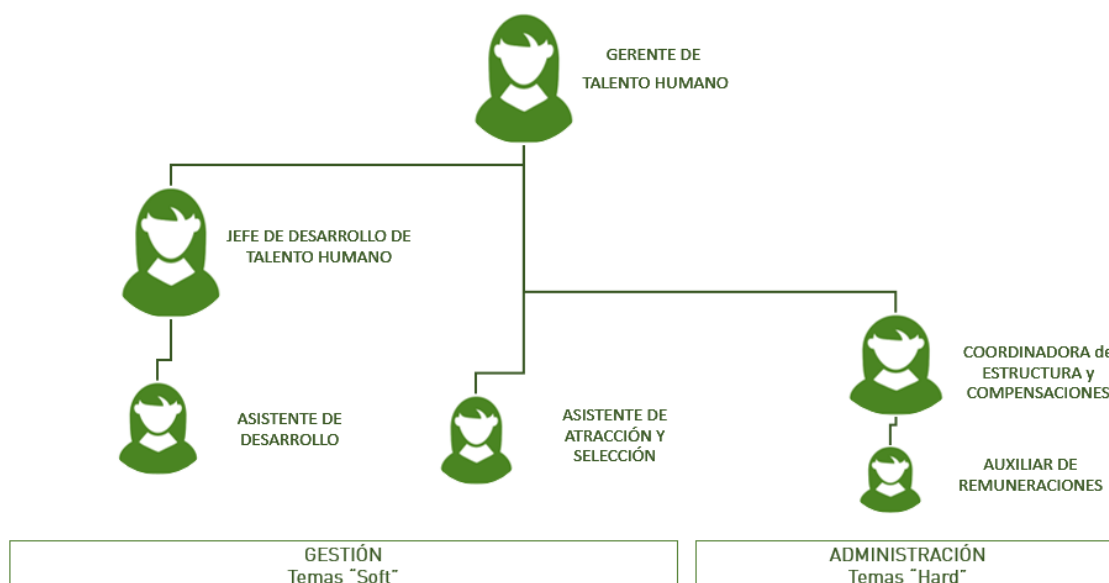 GERENTE DE
TALENTO HUMANO
JEFE DE DESARROLLO DE
TALENTO HUMANO
COORDINADORA de
ESTRUCTURA y
COMPENSACIONES
ASISTENTE DE
DESARROLLO
ASISTENTE DE
ATRACCIÓN Y
SELECCIÓN
AUXILIAR DE
REMUNERACIONES
GESTIÓN
Temas "Soft"
ADMINISTRACIÓN
Temas "Hard"